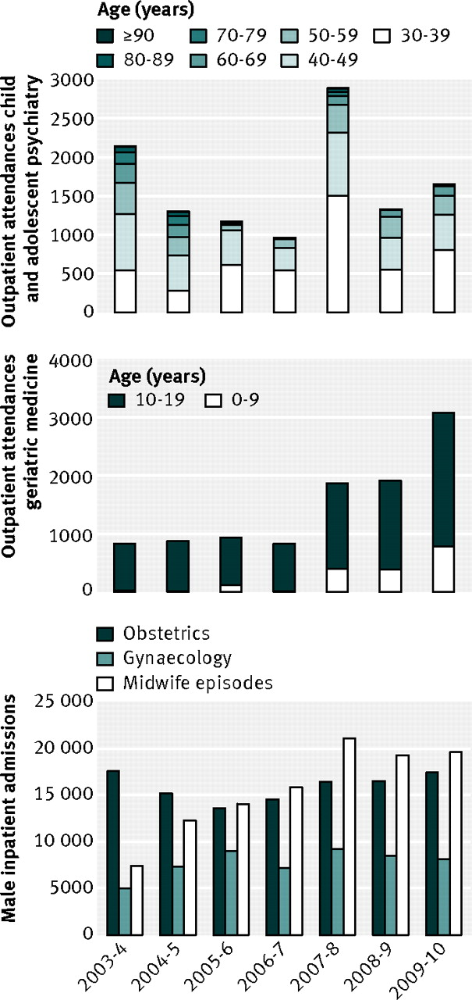 Age (years)
≥90 70-79 50-59 30-39
80-89 60-69 40-49
Outpatient attendances child
and adolescent psychiatry
3000
2500
2000
1500
1000
500
0
Outpatient attendances
geriatric medicine
4000
3000
2000
1000
0
Age (years)
10-19 0-9
Obstetrics
Gynaecology
Midwife episodes
Male inpatient admissions
25 000
20 000
15 000
10 000
5000
0
2003-4
2004-5
2005-6
2006-7
2007-8
2008-9
2009-10